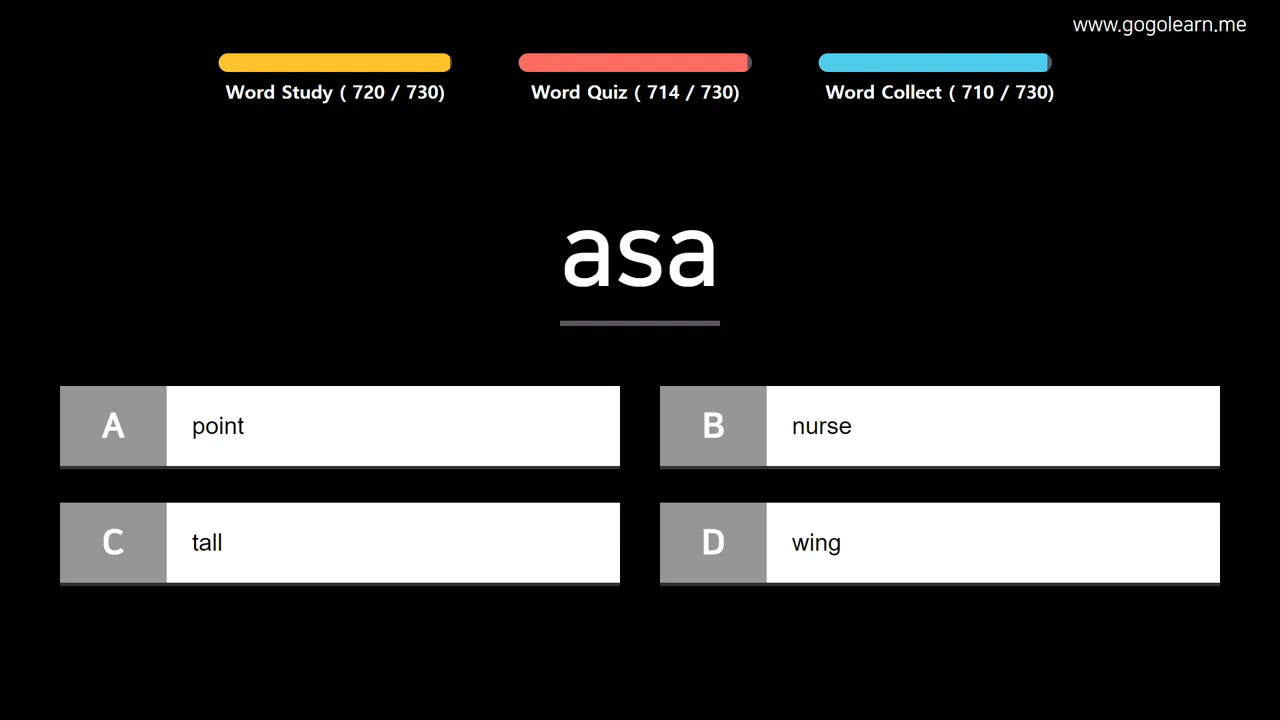 www.gogolearn.me
Word Study ( 720 / 730)
Word Quiz ( 714 / 730)
Word Collect ( 710 / 730)
asa
A point
B nurse
C tall
D wing